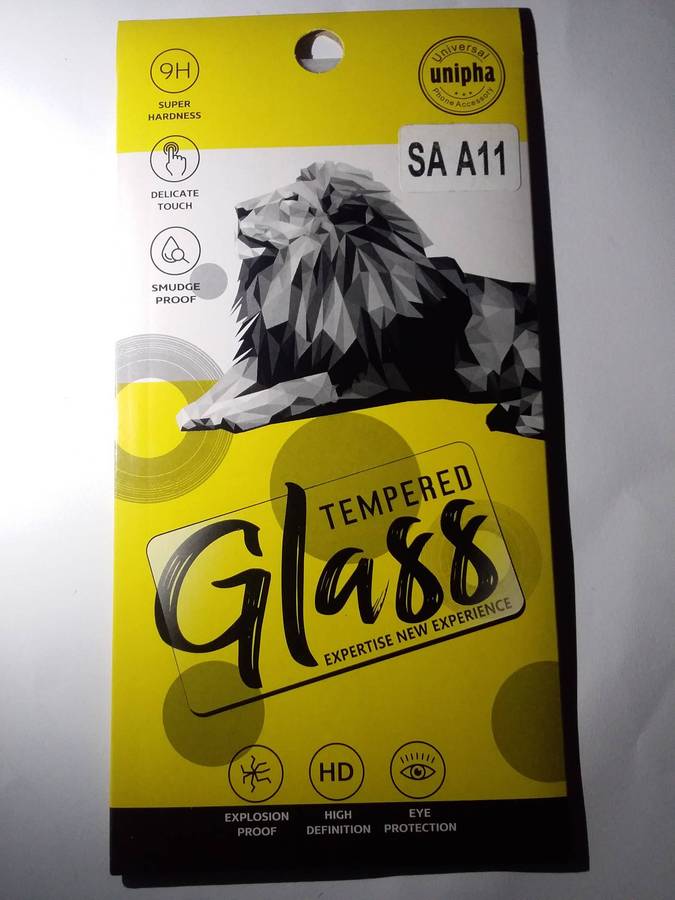 9H
SUPER
HARDNESS
DELICATE
TOUCH
SMUDGE
PROOF
Universal
unipha
Phone Accessory
SA A11
TEMPERED
Glass
EXPERTISE NEW EXPERIENCE
EXPLOSION
PROOF
HD
HIGH
DEFINITION
EYE
PROTECTION